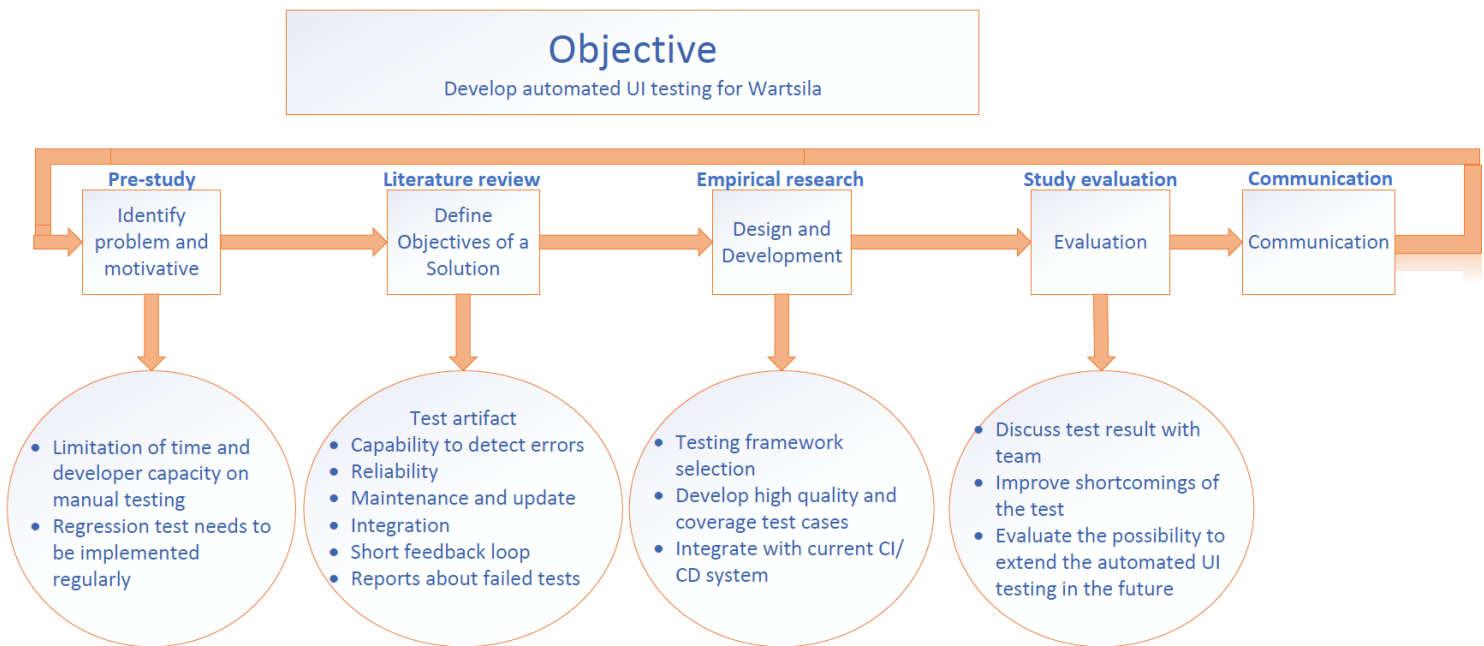 Objective
Develop automated UI testing for Wartsila
Pre-study
Literature review
Empirical research
Study evaluation
Communication
Identify
problem and
motivative
Define
Objectives of a
Solution
Design and
Development
Evaluation
Communication
• Limitation of time and
developer capacity on
manual testing
• Regression test needs to
be implemented
regularly
Test artifact
• Capability to detect errors
• Reliability
• Maintenance and update
• Integration
• Short feedback loop
• Reports about failed tests
• Testing framework
selection
• Develop high quality and
coverage test cases
• Integrate with current CI/
CD system
• Discuss test result with
team
• Improve shortcomings of
the test
• Evaluate the possibility to
extend the automated UI
testing in the future